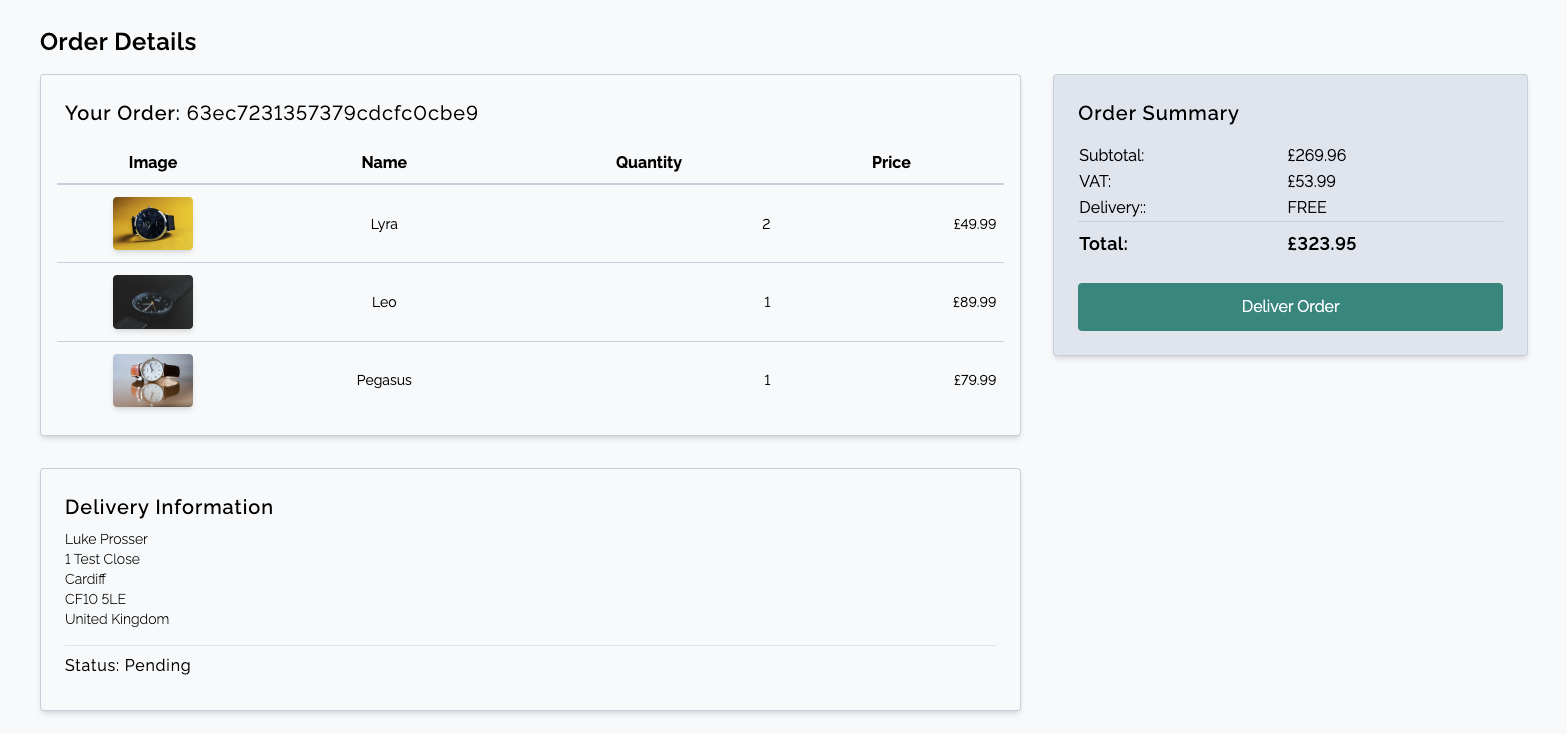 Order Details
Your Order: 63ec7231357379cdcfc0cbe9
Image Name Quantity Price
Lyra 2 £49.99
Leo 1 £89.99
Pegasus 1 £79.99
Delivery Information
Luke Prosser
1 Test Close
Cardiff
CF10 5LE
United Kingdom
Status: Pending
Order Summary
Subtotal: £269.96
VAT: £53.99
Delivery:: FREE
Total: £323.95
Deliver Order